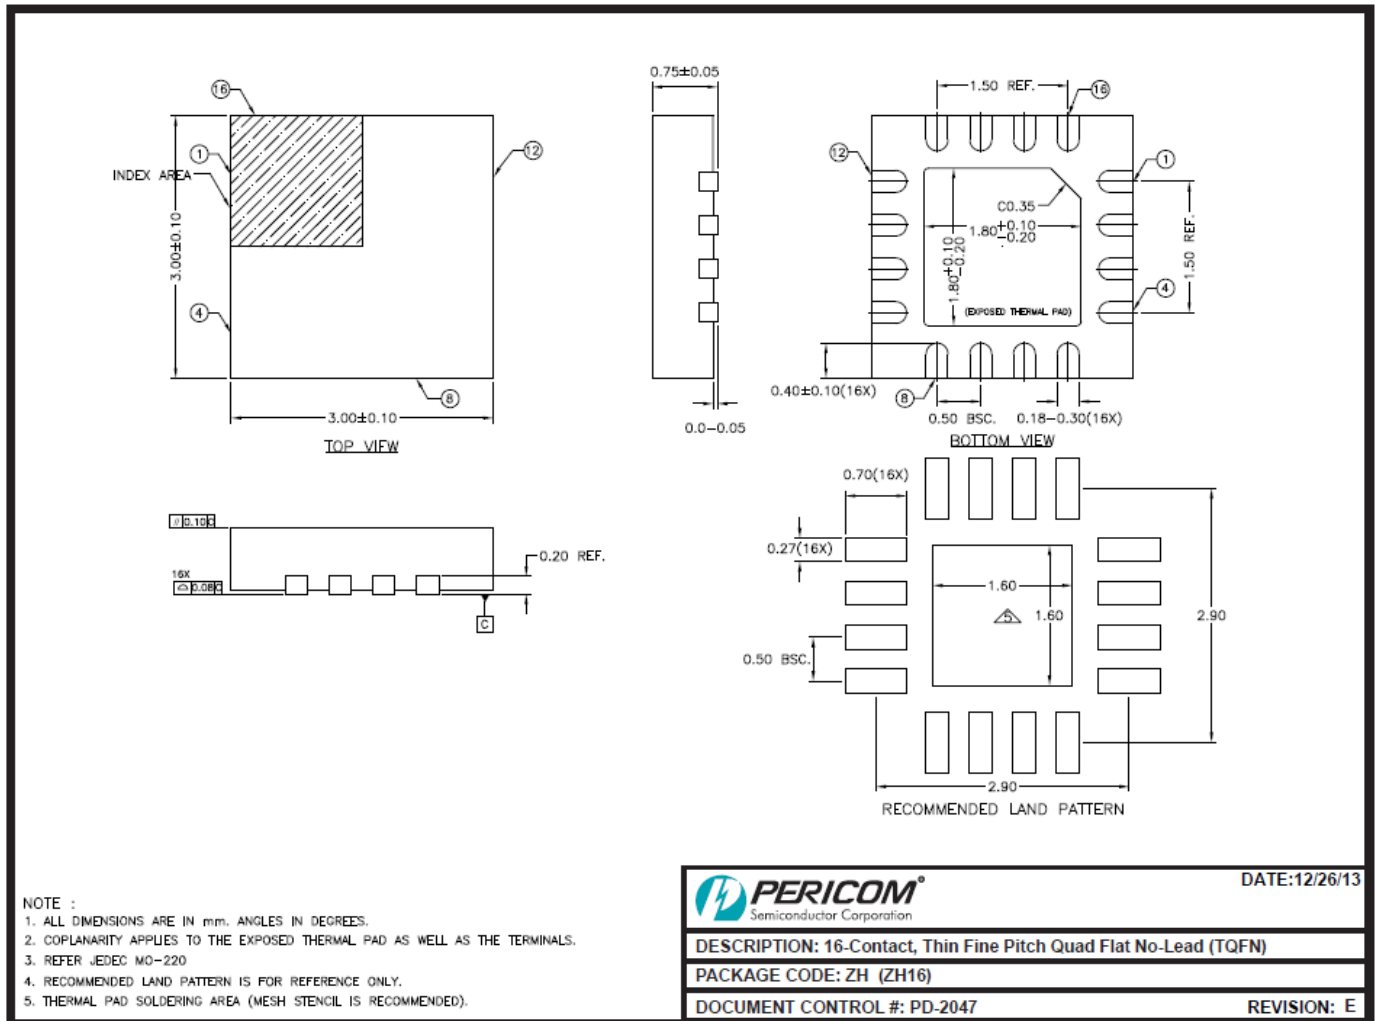 0.75±0.05
16
1.50 REF.
16
1
INDEX AREA
12
12
1
3.00±0.10
C0.35
1.80+0.10
−0.20
1.80+0.10
−0.20
1.50 REF.
4
(EXPOSED THERMAL PAD)
4
8
0.40±0.10(16X)
8
3.00±0.10
0.50 BSC.
0.18−0.30(16X)
0.0−0.05
TOP VIEW
BOTTOM VIEW
0.70(16X)
// 0.10 C
0.27(16X)
0.20 REF.
16X
0.08 C
1.60
5
1.60
2.90
C
0.50 BSC.
2.90
RECOMMENDED LAND PATTERN
NOTE :
1. ALL DIMENSIONS ARE IN mm. ANGLES IN DEGREES.
2. COPLANARITY APPLIES TO THE EXPOSED THERMAL PAD AS WELL AS THE TERMINALS.
3. REFER JEDEC MO−220
4. RECOMMENDED LAND PATTERN IS FOR REFERENCE ONLY.
5. THERMAL PAD SOLDERING AREA (MESH STENCIL IS RECOMMENDED).
PERICOM®
Semiconductor Corporation
DATE:12/26/13
DESCRIPTION: 16-Contact, Thin Fine Pitch Quad Flat No-Lead (TQFN)
PACKAGE CODE: ZH (ZH16)
DOCUMENT CONTROL #: PD-2047
REVISION: E